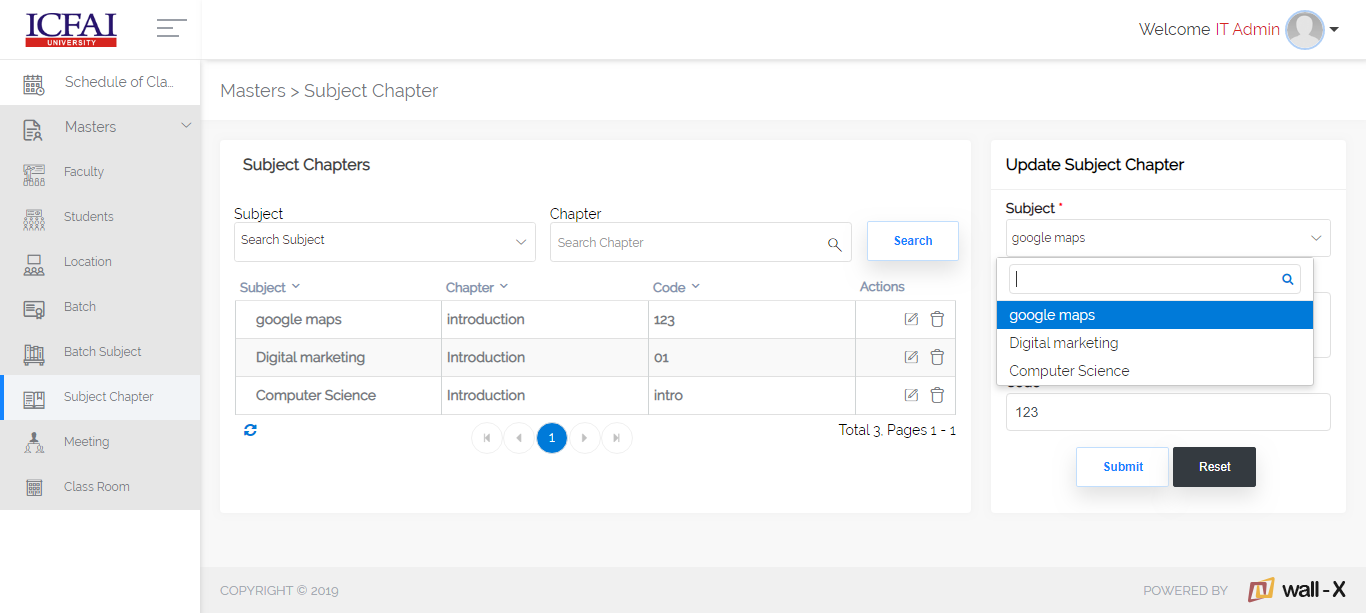 ICFAI
UNIVERSITY
Welcome IT Admin
Schedule of Cla...
Masters
Faculty
Students
Location
Batch
Batch Subject
Subject Chapter
Meeting
Class Room
Masters > Subject Chapter
Subject Chapters
Subject
Chapter
Search Subject
Search Chapter
Search
Subject Chapter Code Actions
google maps introduction 123
Digital marketing Introduction 01
Computer Science Introduction intro
1
Total 3, Pages 1 - 1
Update Subject Chapter
Subject *
google maps
google maps
Digital marketing
Computer Science
123
Submit
Reset
COPYRIGHT © 2019
POWERED BY
wall-X